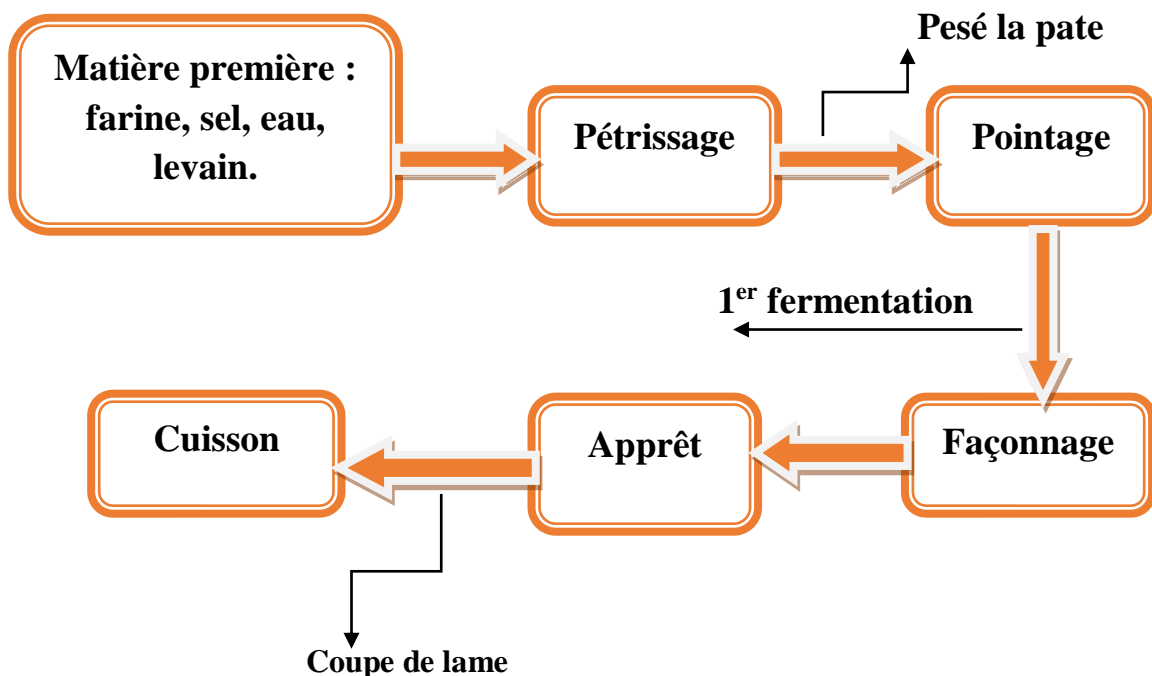 Matière première :
farine, sel, eau,
levain.
Pétrissage
Pesé la pate
Pointage
1er fermentation
Façonnage
Apprêt
Cuisson
Coupe de lame